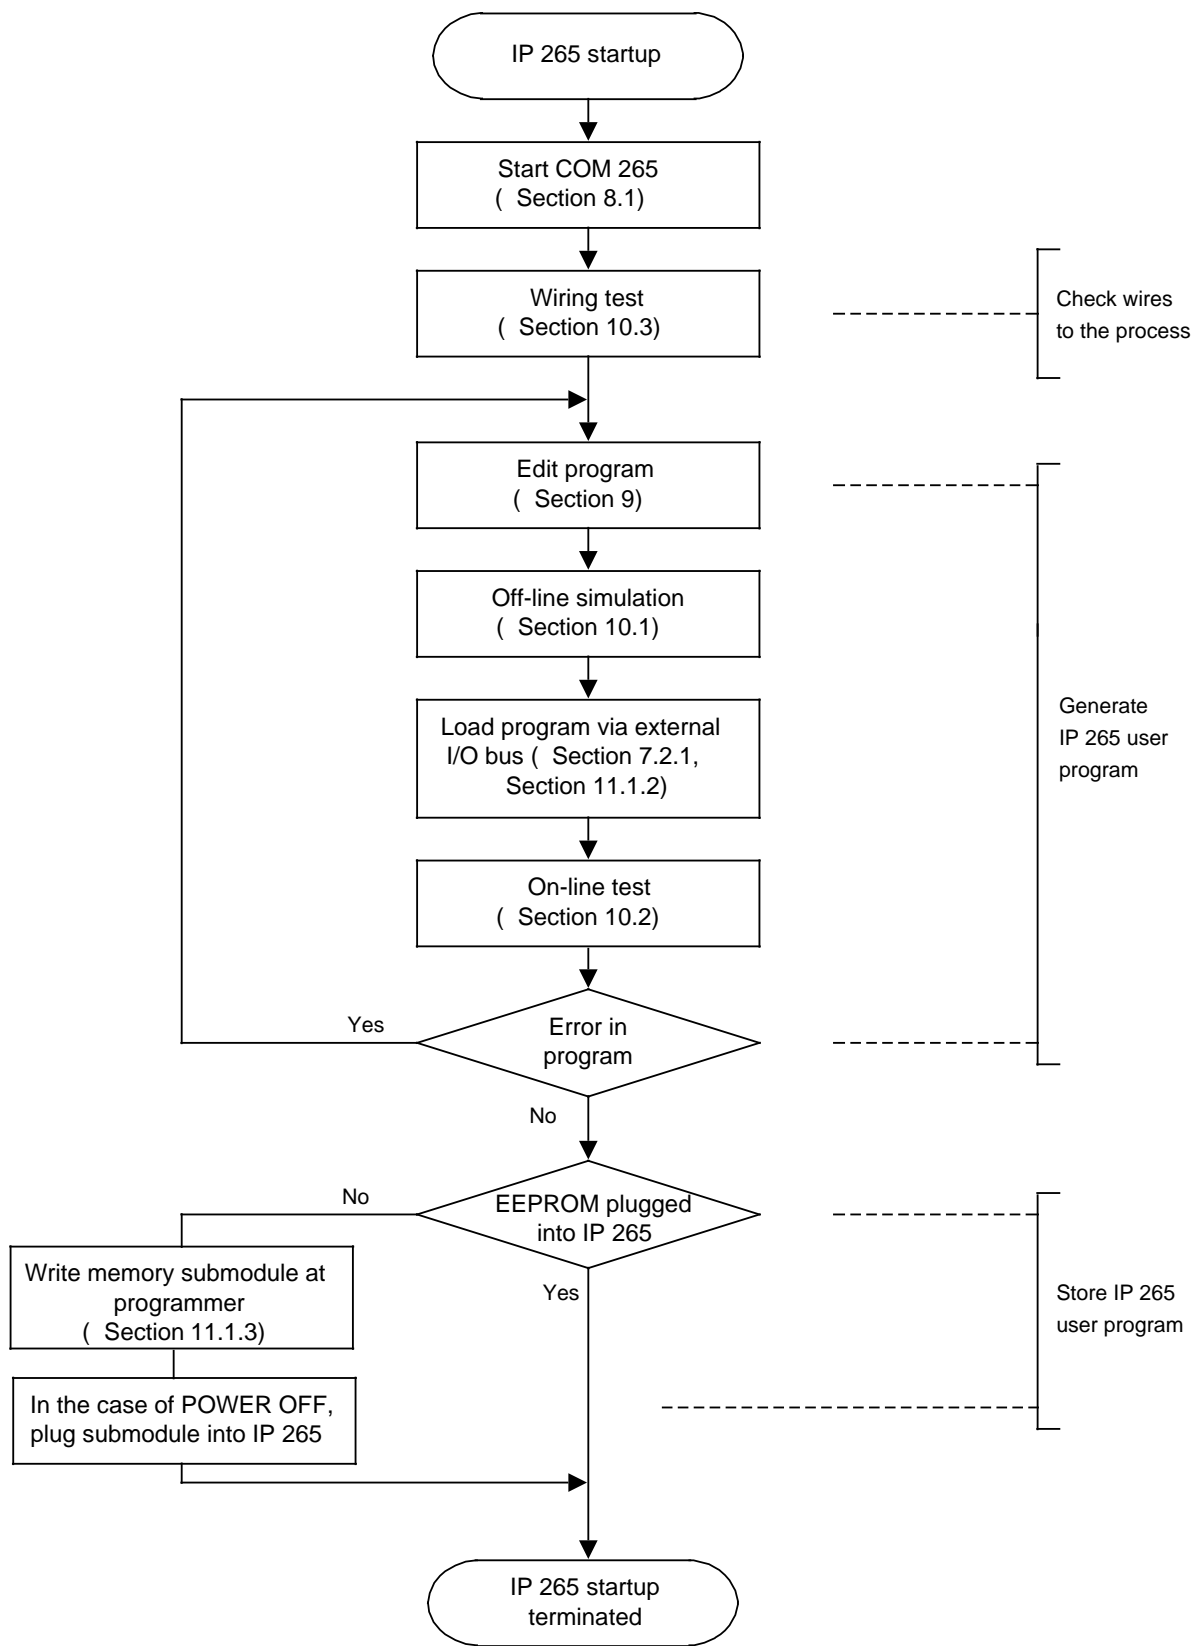 IP 265 startup
Start COM 265
( Section 8.1)
Wiring test
( Section 10.3)
Check wires
to the process
Edit program
( Section 9)
Off-line simulation
( Section 10.1)
Load program via external
I/O bus ( Section 7.2.1,
Section 11.1.2)
Generate
IP 265 user
program
On-line test
( Section 10.2)
Yes
Error in
program
No
No
EEPROM plugged
into IP 265
Yes
Write memory submodule at
programmer
( Section 11.1.3)
Store IP 265
user program
In the case of POWER OFF,
plug submodule into IP 265
IP 265 startup
terminated